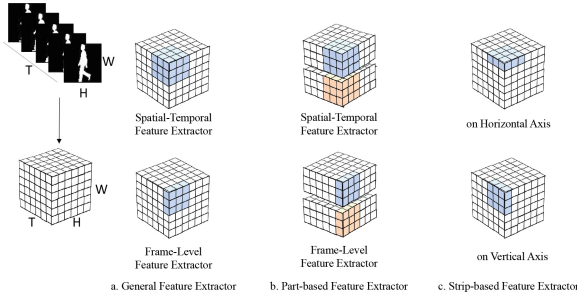 T
H
W
Spatial-Temporal
Feature Extractor
Spatial-Temporal
Feature Extractor
on Horizontal Axis
T
H
W
Frame-Level
Feature Extractor
Frame-Level
Feature Extractor
on Vertical Axis
a. General Feature Extractor
b. Part-based Feature Extractor
c. Strip-based Feature Extractor